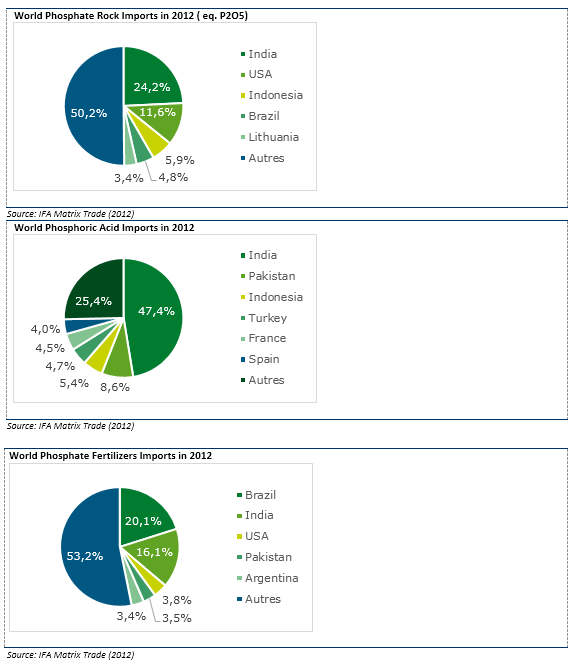 World Phosphate Rock Imports in 2012 ( eq. P2O5)
24,2%
11,6%
5,9%
4,8%
3,4%
50,2%
India
USA
Indonesia
Brazil
Lithuania
Autres
Source: IFA Matrix Trade (2012)
World Phosphoric Acid Imports in 2012
47,4%
8,6%
5,4%
4,7%
4,5%
4,0%
25,4%
India
Pakistan
Indonesia
Turkey
France
Spain
Autres
Source: IFA Matrix Trade (2012)
World Phosphate Fertilizers Imports in 2012
20,1%
16,1%
3,8%
3,5%
3,4%
53,2%
Brazil
India
USA
Pakistan
Argentina
Autres
Source: IFA Matrix Trade (2012)